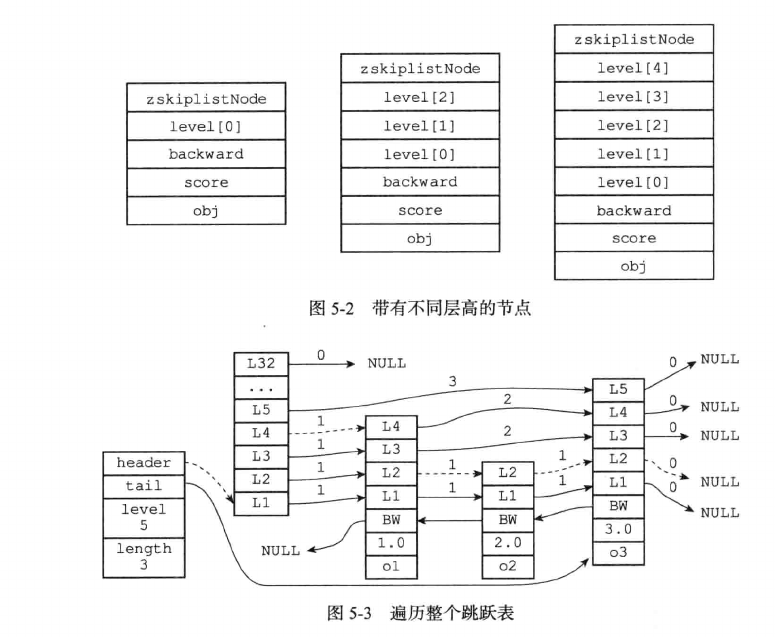 zskiplistNode
level[0]
backward
score
obj
zskiplistNode
level[2]
level[1]
level[0]
backward
score
obj
zskiplistNode
level[4]
level[3]
level[2]
level[1]
level[0]
backward
score
obj
图 5-2 带有不同层高的节点
header
tail
level
5
length
3
L32
...
L5
L4
L3
L2
L1
0
NULL
3
1
1
1
1
L4
L3
L2
L1
BW
1.0
o1
NULL
2
2
1
1
L2
L1
BW
2.0
o2
1
1
L5
L4
L3
L2
L1
BW
3.0
o3
0
NULL
0
NULL
0
NULL
0
NULL
0
NULL
图 5-3 遍历整个跳跃表